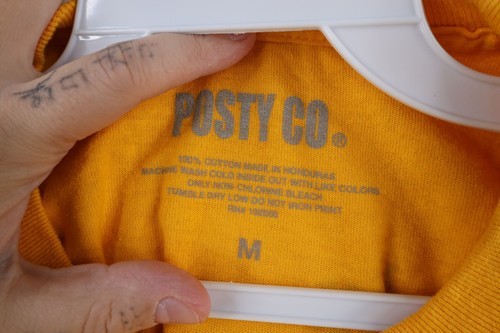 POSTY CO.®
100% COTTON MADE IN HONDURAS
MACHINE WASH COLD INSIDE OUT WITH LIKE COLORS.
ONLY NON-CHLORINE BLEACH
TUMBLE DRY LOW DO NOT IRON PRINT
RN#
M